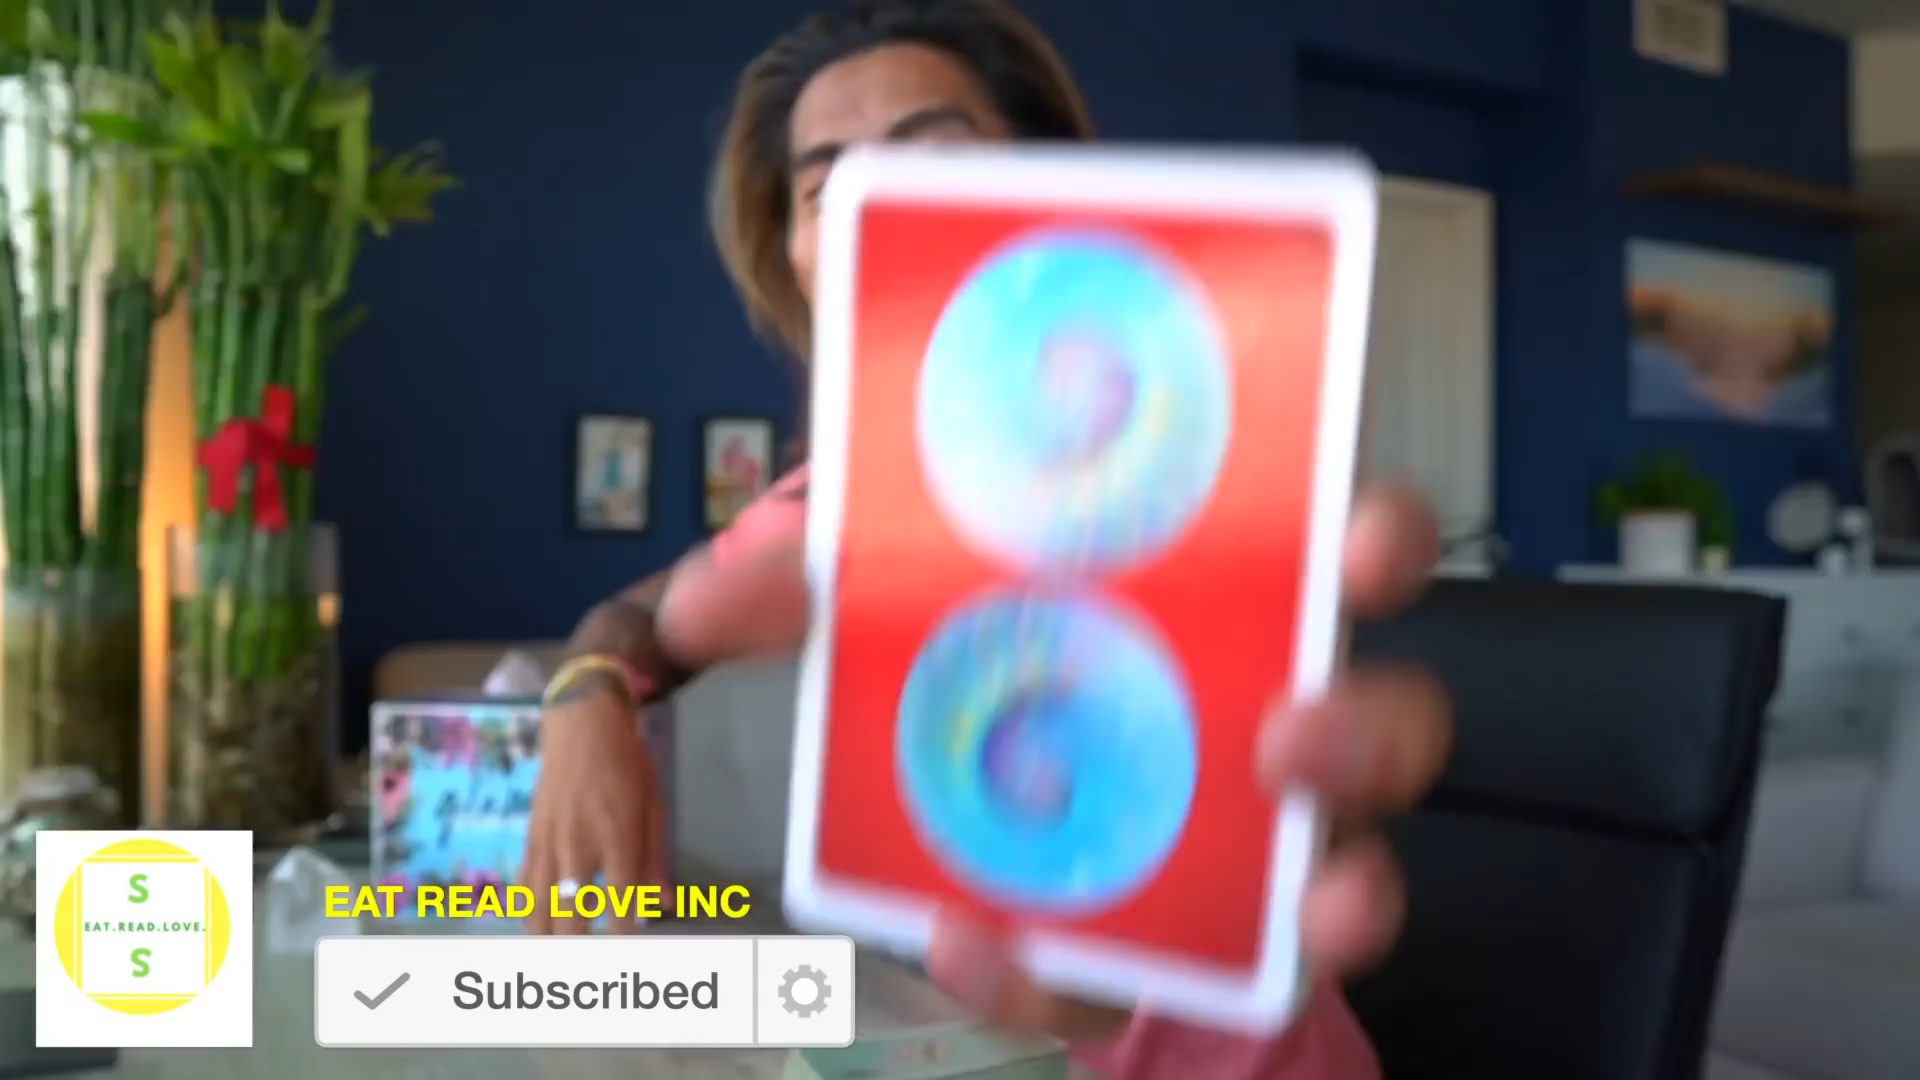 S
EAT.READ.LOVE.
S
EAT READ LOVE INC
Subscribed